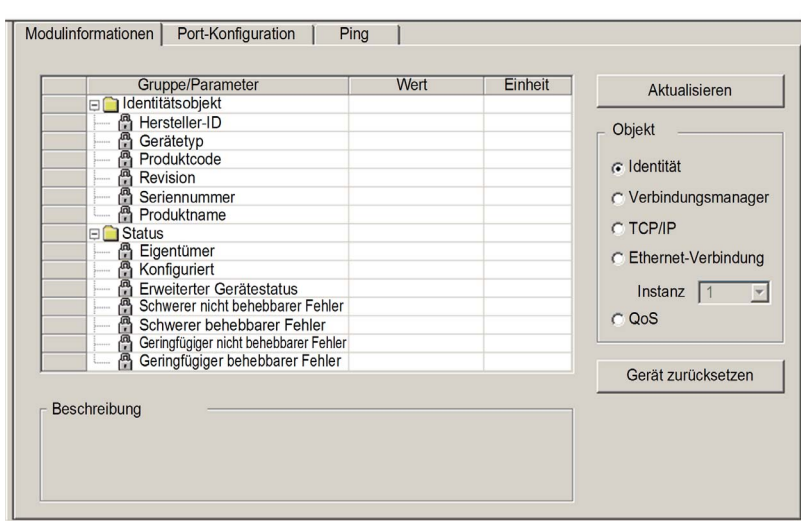 Modulinformationen Port-Konfiguration Ping
Gruppe/Parameter Wert Einheit
Identitätsobjekt
Hersteller-ID
Gerätetyp
Produktcode
Revision
Seriennummer
Produktname
Status
Eigentümer
Konfiguriert
Erweiterter Gerätestatus
Schwerer nicht behebbarer Fehler
Schwerer behebbarer Fehler
Geringfügiger nicht behebbarer Fehler
Geringfügiger behebbarer Fehler
Aktualisieren
Objekt
Identität
Verbindungsmanager
TCP/IP
Ethernet-Verbindung
Instanz 1
QoS
Gerät zurücksetzen
Beschreibung